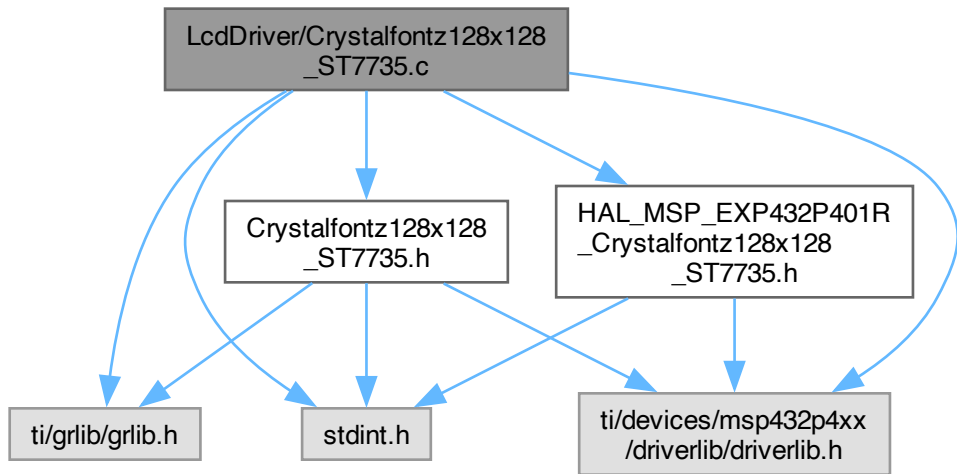 LcdDriver/Crystalfontz128x128
_ST7735.c
Crystalfontz128x128
_ST7735.h
HAL_MSP_EXP432P401R
_Crystalfontz128x128
_ST7735.h
ti/grlib/grlib.h
stdint.h
ti/devices/msp432p4xx
/driverlib/driverlib.h